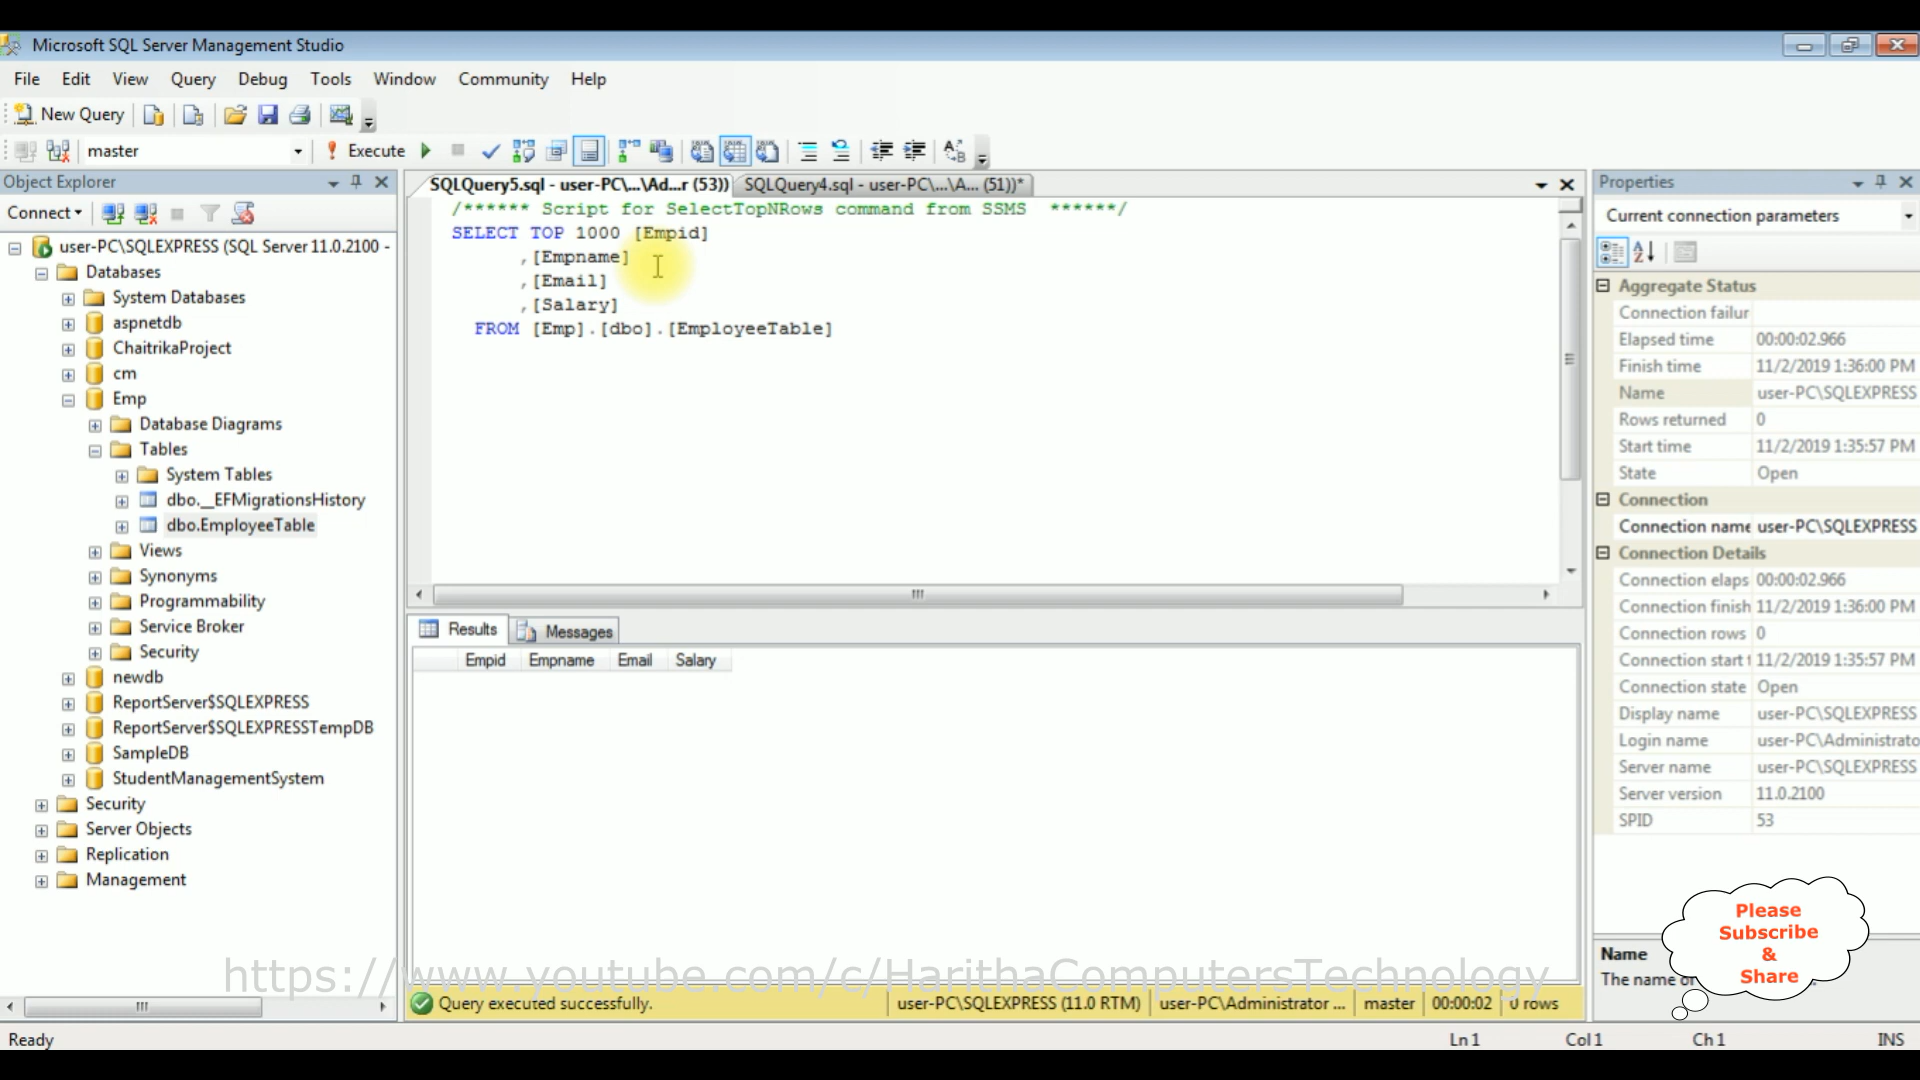 Microsoft SQL Server Management Studio
File Edit View Query Debug Tools Window Community Help
New Query
master Execute
Object Explorer
Connect
user-PC\SQLEXPRESS (SQL Server 11.0.2100 -
Databases
System Databases
aspnetdb
ChaitrikaProject
cm
Emp
Database Diagrams
Tables
System Tables
dbo.__EFMigrationsHistory
dbo.EmployeeTable
Views
Synonyms
Programmability
Service Broker
Security
newdb
ReportServer$SQLEXPRESS
ReportServer$SQLEXPRESSTempDB
SampleDB
StudentManagementSystem
Security
Server Objects
Replication
Management
SQLQuery5.sql - user-PC\...\Ad...r (53)) SQLQuery4.sql - user-PC\...\A... (51))*
/****** Script for SelectTopNRows command from SSMS ******/
SELECT TOP 1000 [Empid]
,[Empname]
,[Email]
,[Salary]
FROM [Emp].[dbo].[EmployeeTable]
Results Messages
Empid Empname Email Salary
Query executed successfully. user-PC\SQLEXPRESS (11.0 RTM) user-PC\Administrator ... master 00:00:02 0 rows
Properties
Current connection parameters
Aggregate Status
Connection failur
Elapsed time 00:00:02.966
Finish time 11/2/2019 1:36:00 PM
Name user-PC\SQLEXPRESS
Rows returned 0
Start time 11/2/2019 1:35:57 PM
State Open
Connection
Connection name user-PC\SQLEXPRESS
Connection Details
Connection elaps 00:00:02.966
Connection finish 11/2/2019 1:36:00 PM
Connection rows 0
Connection start t 11/2/2019 1:35:57 PM
Connection state Open
Display name user-PC\SQLEXPRESS
Login name user-PC\Administrato
Server name user-PC\SQLEXPRESS
Server version 11.0.2100
SPID 53
Name
The name of
Please
Subscribe
&
Share
https://www.youtube.com/c/HarithaComputersTechnology
Ready Ln 1 Col 1 Ch 1 INS